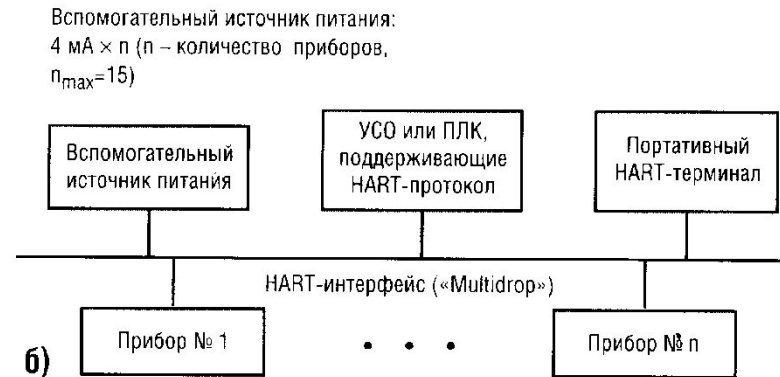 Вспомогательный источник питания:
4 мА × n (n – количество приборов,
nmax=15)
Вспомогательный
источник питания
УСО или ПЛК,
поддерживающие
HART-протокол
Портативный
HART-терминал
HART-интерфейс («Multidrop»)
Прибор № 1
• • •
Прибор № n
б)